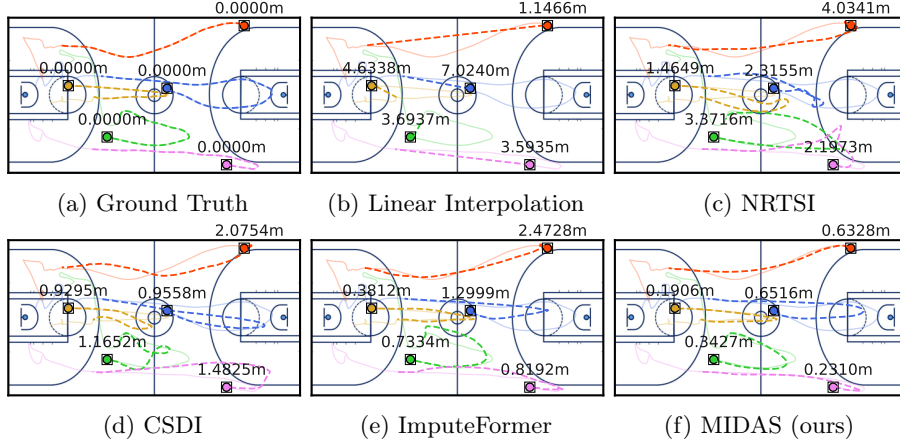 0.0000m 1.1466m 4.0341m
0.0000m 0.0000m 4.6338m 7.0240m 1.4649m 2.3155m
0.0000m 3.6937m 3.3716m
0.0000m 3.5935m 2.1973m
(a) Ground Truth (b) Linear Interpolation (c) NRTSI
2.0754m 2.4728m 0.6328m
0.9295m 0.9558m 0.3812m 1.2999m 0.1906m 0.6516m
1.1652m 0.7334m 0.3427m
1.4825m 0.8192m 0.2310m
(d) CSDI (e) ImputeFormer (f) MIDAS (ours)